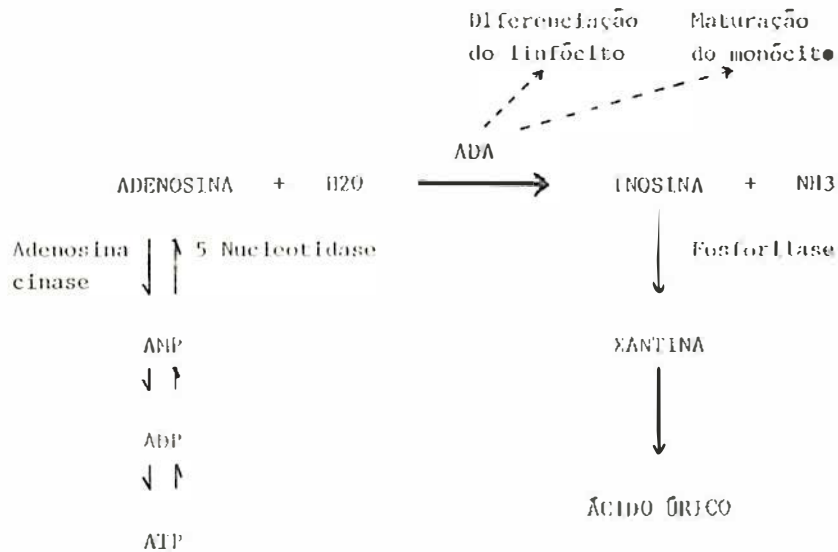 Diferenciação Maturação
do linfócito do monócito
ADA
ADENOSINA + H2O INOSINA + NH3
Adenosina 5 Nucleotidase Fosforilase
cinase
AMP XANTINA
ADP
ÁCIDO ÚRICO
ATP